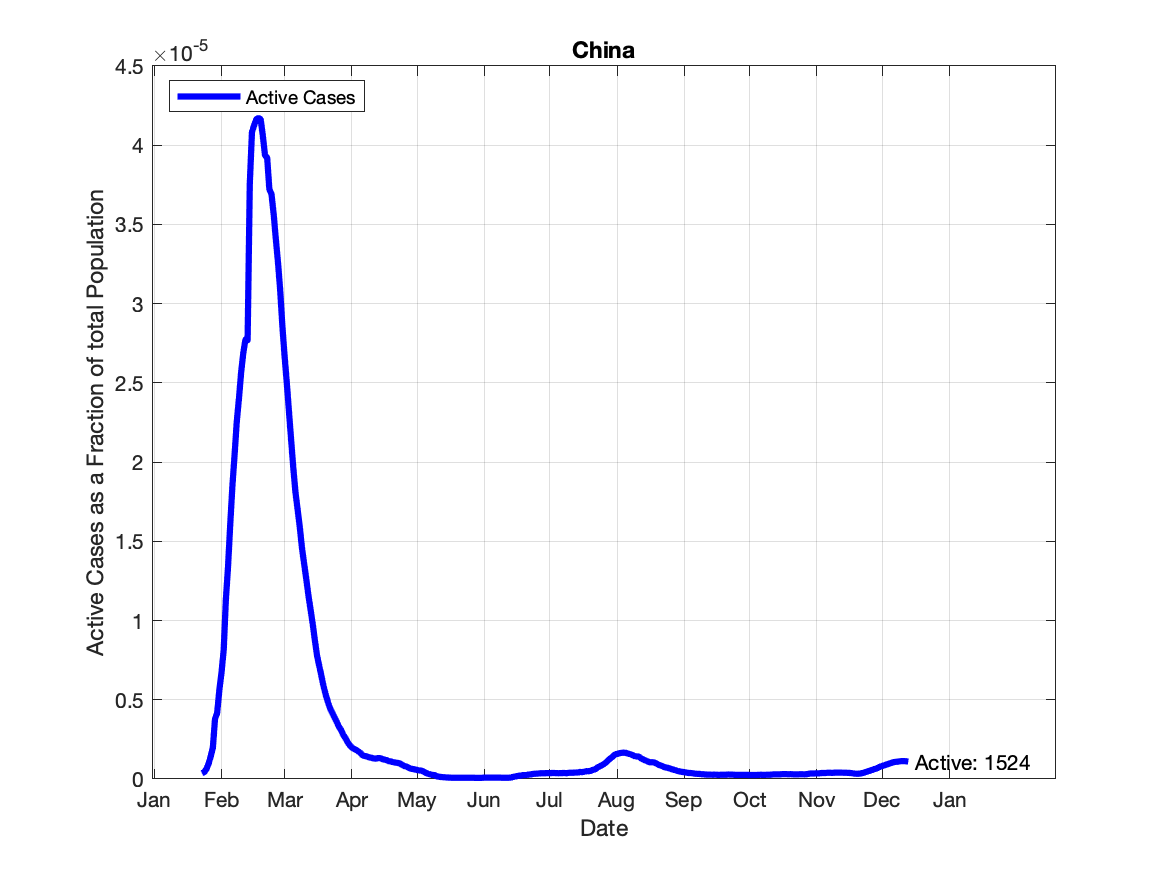 China
×10-5
4.5
4
3.5
3
2.5
2
1.5
1
0.5
0
Active Cases
Active Cases as a Fraction of total Population
Active: 1524
Jan Feb Mar Apr May Jun Jul Aug Sep Oct Nov Dec Jan
Date